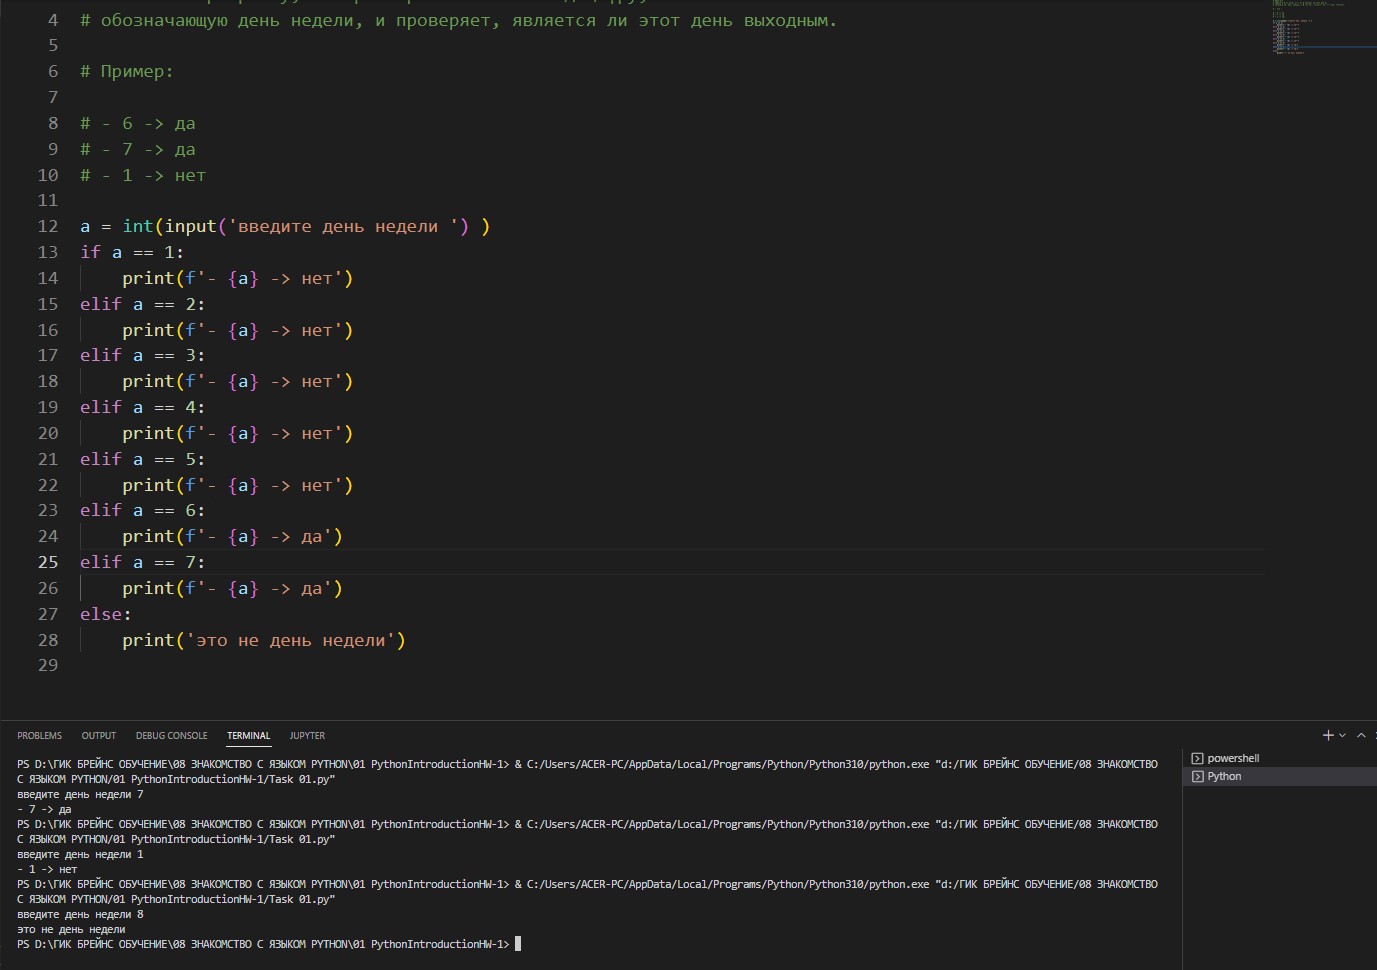 4 # обозначающую день недели, и проверяет, является ли этот день выходным.
5
6 # Пример:
7
8 # - 6 -> да
9 # - 7 -> да
10 # - 1 -> нет
11
12 a = int(input('введите день недели ') )
13 if a == 1:
14     print(f'- {a} -> нет')
15 elif a == 2:
16     print(f'- {a} -> нет')
17 elif a == 3:
18     print(f'- {a} -> нет')
19 elif a == 4:
20     print(f'- {a} -> нет')
21 elif a == 5:
22     print(f'- {a} -> нет')
23 elif a == 6:
24     print(f'- {a} -> да')
25 elif a == 7:
26     print(f'- {a} -> да')
27 else:
28     print('это не день недели')
29
PROBLEMS OUTPUT DEBUG CONSOLE TERMINAL JUPYTER
PS D:\ГИК БРЕЙНС ОБУЧЕНИЕ\08 ЗНАКОМСТВО С ЯЗЫКОМ PYTHON\01 PythonIntroductionHW-1> & C:/Users/ACER-PC/AppData/Local/Programs/Python/Python310/python.exe "d:/ГИК БРЕЙНС ОБУЧЕНИЕ/08 ЗНАКОМСТВО
С ЯЗЫКОМ PYTHON/01 PythonIntroductionHW-1/Task 01.py"
введите день недели 7
- 7 -> да
PS D:\ГИК БРЕЙНС ОБУЧЕНИЕ\08 ЗНАКОМСТВО С ЯЗЫКОМ PYTHON\01 PythonIntroductionHW-1> & C:/Users/ACER-PC/AppData/Local/Programs/Python/Python310/python.exe "d:/ГИК БРЕЙНС ОБУЧЕНИЕ/08 ЗНАКОМСТВО
С ЯЗЫКОМ PYTHON/01 PythonIntroductionHW-1/Task 01.py"
введите день недели 1
- 1 -> нет
PS D:\ГИК БРЕЙНС ОБУЧЕНИЕ\08 ЗНАКОМСТВО С ЯЗЫКОМ PYTHON\01 PythonIntroductionHW-1> & C:/Users/ACER-PC/AppData/Local/Programs/Python/Python310/python.exe "d:/ГИК БРЕЙНС ОБУЧЕНИЕ/08 ЗНАКОМСТВО
С ЯЗЫКОМ PYTHON/01 PythonIntroductionHW-1/Task 01.py"
введите день недели 8
это не день недели
PS D:\ГИК БРЕЙНС ОБУЧЕНИЕ\08 ЗНАКОМСТВО С ЯЗЫКОМ PYTHON\01 PythonIntroductionHW-1>
powershell
Python